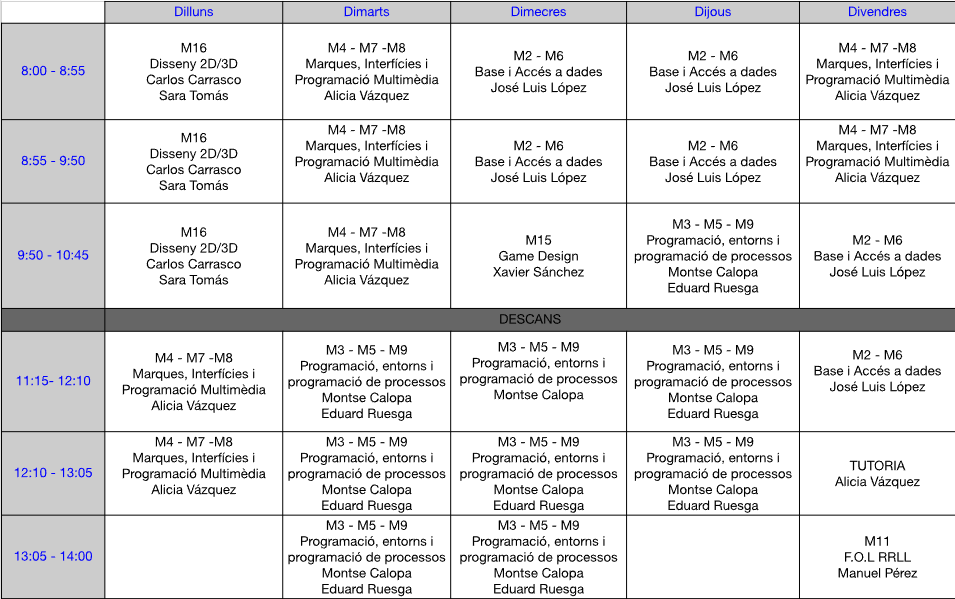 Dilluns
Dimarts
Dimecres
Dijous
Divendres
8:00 - 8:55
M16
Disseny 2D/3D
Carlos Carrasco
Sara Tomás
M4 - M7 -M8
Marques, Interfícies i
Programació Multimèdia
Alicia Vázquez
M2 - M6
Base i Accés a dades
José Luis López
M2 - M6
Base i Accés a dades
José Luis López
M4 - M7 -M8
Marques, Interfícies i
Programació Multimèdia
Alicia Vázquez
8:55 - 9:50
M16
Disseny 2D/3D
Carlos Carrasco
Sara Tomás
M4 - M7 -M8
Marques, Interfícies i
Programació Multimèdia
Alicia Vázquez
M2 - M6
Base i Accés a dades
José Luis López
M2 - M6
Base i Accés a dades
José Luis López
M4 - M7 -M8
Marques, Interfícies i
Programació Multimèdia
Alicia Vázquez
9:50 - 10:45
M16
Disseny 2D/3D
Carlos Carrasco
Sara Tomás
M4 - M7 -M8
Marques, Interfícies i
Programació Multimèdia
Alicia Vázquez
M15
Game Design
Xavier Sánchez
M3 - M5 - M9
Programació, entorns i
programació de processos
Montse Calopa
Eduard Ruesga
M2 - M6
Base i Accés a dades
José Luis López
DESCANS
11:15- 12:10
M4 - M7 -M8
Marques, Interfícies i
Programació Multimèdia
Alicia Vázquez
M3 - M5 - M9
Programació, entorns i
programació de processos
Montse Calopa
Eduard Ruesga
M3 - M5 - M9
Programació, entorns i
programació de processos
Montse Calopa
M3 - M5 - M9
Programació, entorns i
programació de processos
Montse Calopa
Eduard Ruesga
M2 - M6
Base i Accés a dades
José Luis López
12:10 - 13:05
M4 - M7 -M8
Marques, Interfícies i
Programació Multimèdia
Alicia Vázquez
M3 - M5 - M9
Programació, entorns i
programació de processos
Montse Calopa
Eduard Ruesga
M3 - M5 - M9
Programació, entorns i
programació de processos
Montse Calopa
Eduard Ruesga
M3 - M5 - M9
Programació, entorns i
programació de processos
Montse Calopa
Eduard Ruesga
TUTORIA
Alicia Vázquez
13:05 - 14:00
M3 - M5 - M9
Programació, entorns i
programació de processos
Montse Calopa
Eduard Ruesga
M3 - M5 - M9
Programació, entorns i
programació de processos
Montse Calopa
Eduard Ruesga
M11
F.O.L RRLL
Manuel Pérez